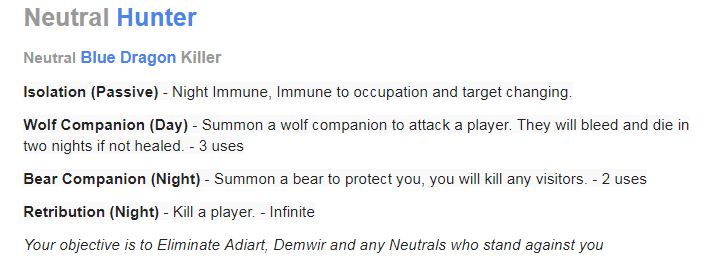 Neutral Hunter
Neutral Blue Dragon Killer
Isolation (Passive) - Night Immune, Immune to occupation and target changing.
Wolf Companion (Day) - Summon a wolf companion to attack a player. They will bleed and die in
two nights if not healed. - 3 uses
Bear Companion (Night) - Summon a bear to protect you, you will kill any visitors. - 2 uses
Retribution (Night) - Kill a player. - Infinite
Your objective is to Eliminate Adiart, Demwir and any Neutrals who stand against you